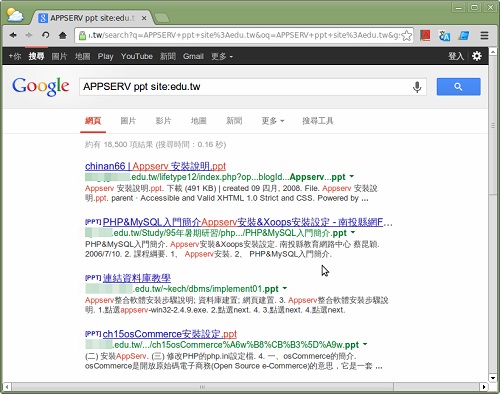 APPSERV ppt site:edu.tw
.tw/search?q=APPSERV+ppt+site%3Aedu.tw&oq=APPSERV+ppt+site%3Aedu.tw&g
+你 搜尋 圖片 地圖 Play YouTube 新聞 Gmail 更多 登入
Google APPSERV ppt site:edu.tw
網頁 圖片 影片 地圖 新聞 更多 搜尋工具
約有 18,500 項結果 (搜尋時間：0.16 秒)
chinan66 | Appserv 安裝說明.ppt
.edu.tw/lifetype12/index.php?op...blogId...Appserv...ppt
Appserv 安裝說明.ppt. 下載 (491 KB) | created 09 四月, 2008. File. Appserv 安裝說
明.ppt. parent · Accessible and Valid XHTML 1.0 Strict and CSS. Powered by ...
[PPT] PHP&MySQL入門簡介Appserv安裝&Xoops安裝設定 - 南投縣網F...
.edu.tw/Study/95年暑期研習/php.../PHP&MySQL入門簡介.ppt
PHP&MySQL入門簡介. Appserv安裝&Xoops安裝設定. 南投縣教育網路中心 蔡昆穎.
2006/7/10. 2. 課程綱要. 1、 Appserv安裝. 2、 PHP&MySQL入門簡介.
[PPT] 連結資料庫教學
.edu.tw/~kech/dbms/implement01.ppt
Appserv整合軟體安裝步驟說明; 資料庫建置; 網頁建置. 3. Appserv整合軟體安裝步驟說
明. 1.點選appserv-win32-2.4.9.exe. 2.點選next. 4. 3.點選next. 4.點選next.
[PPT] ch15osCommerce安裝設定.ppt
.edu.tw/.../ch15osCommerce%A6w%B8%CB%B3%5D%A9w.ppt
(二) 安裝AppServ. (三) 修改PHP的php.ini設定檔. 4. 一、osCommerce的簡介.
osCommerce是開放原始碼電子商務(Open Source e-Commerce)的意思，它是一套 ...